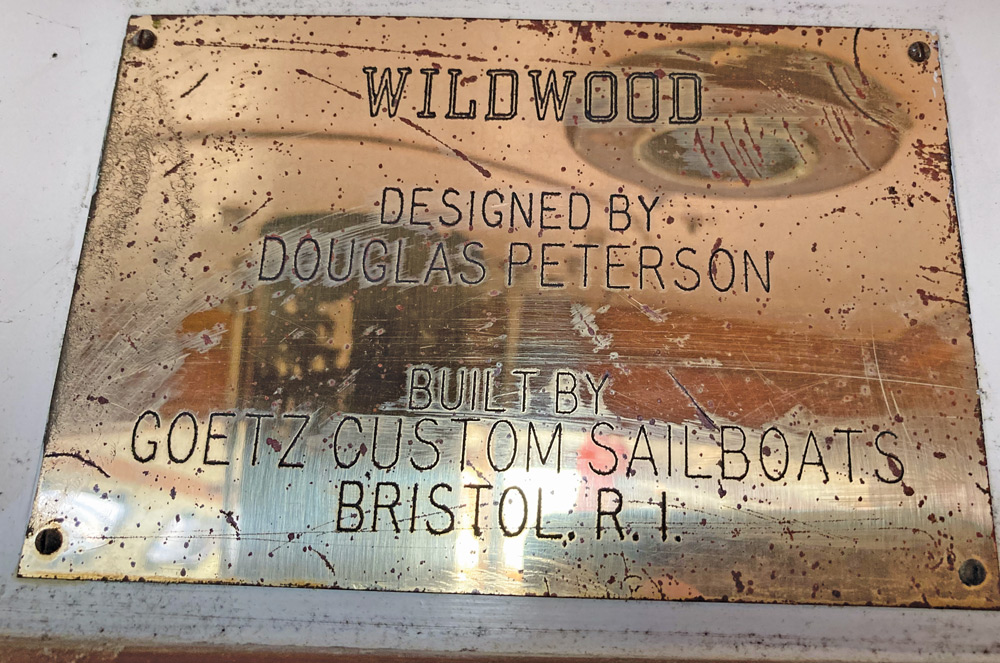 WILDWOOD
DESIGNED BY
DOUGLAS PETERSON
BUILT BY
GOETZ CUSTOM SAILBOATS
BRISTOL, R.I.